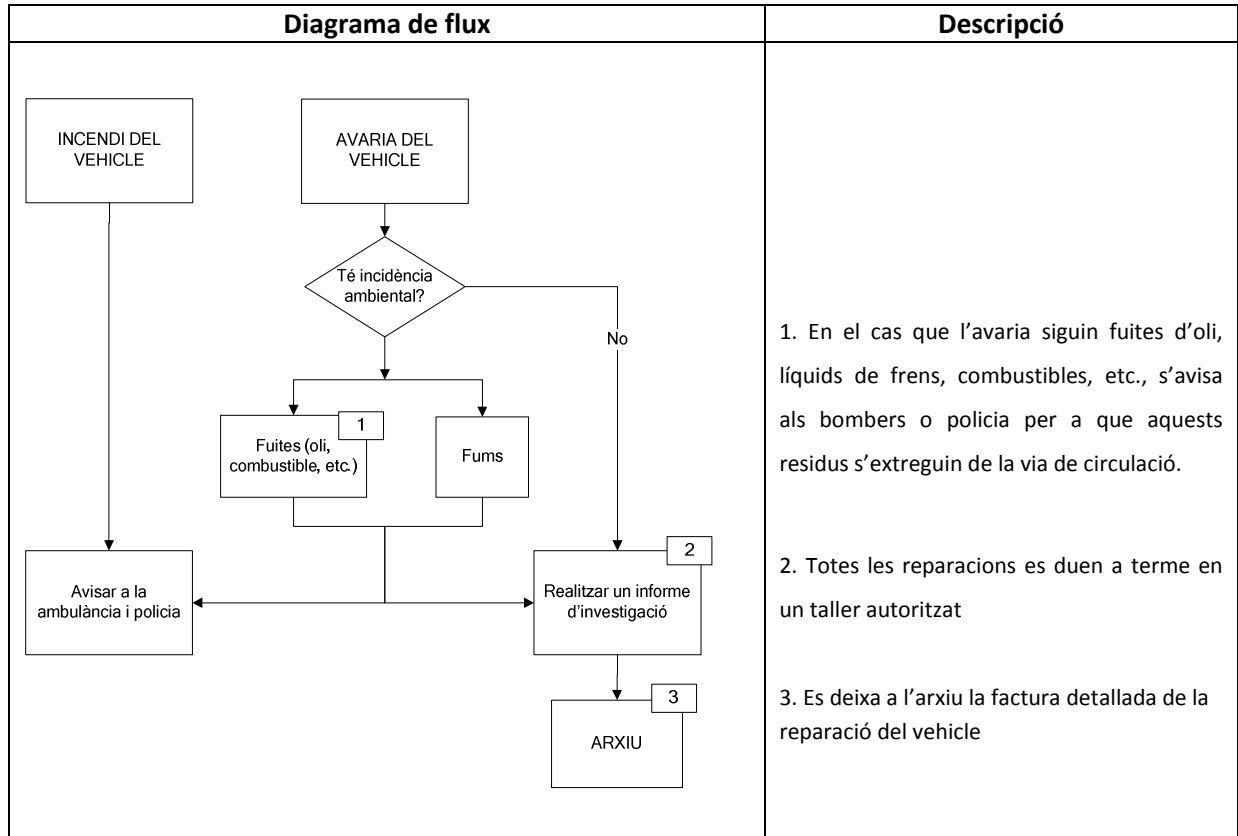 Diagrama de flux
Descripció
INCENDI DEL
VEHICLE
AVARIA DEL
VEHICLE
Té incidència
ambiental?
No
1
Fuites (oli,
combustible, etc.)
Fums
Avisar a la
ambulància i policia
2
Realitzar un informe
d'investigació
3
ARXIU
1. En el cas que l’avaria siguin fuites d’oli,
líquids de frens, combustibles, etc., s’avisa
als bombers o policia per a que aquests
residus s’extreguin de la via de circulació.
2. Totes les reparacions es duen a terme en
un taller autoritzat
3. Es deixa a l’arxiu la factura detallada de la
reparació del vehicle